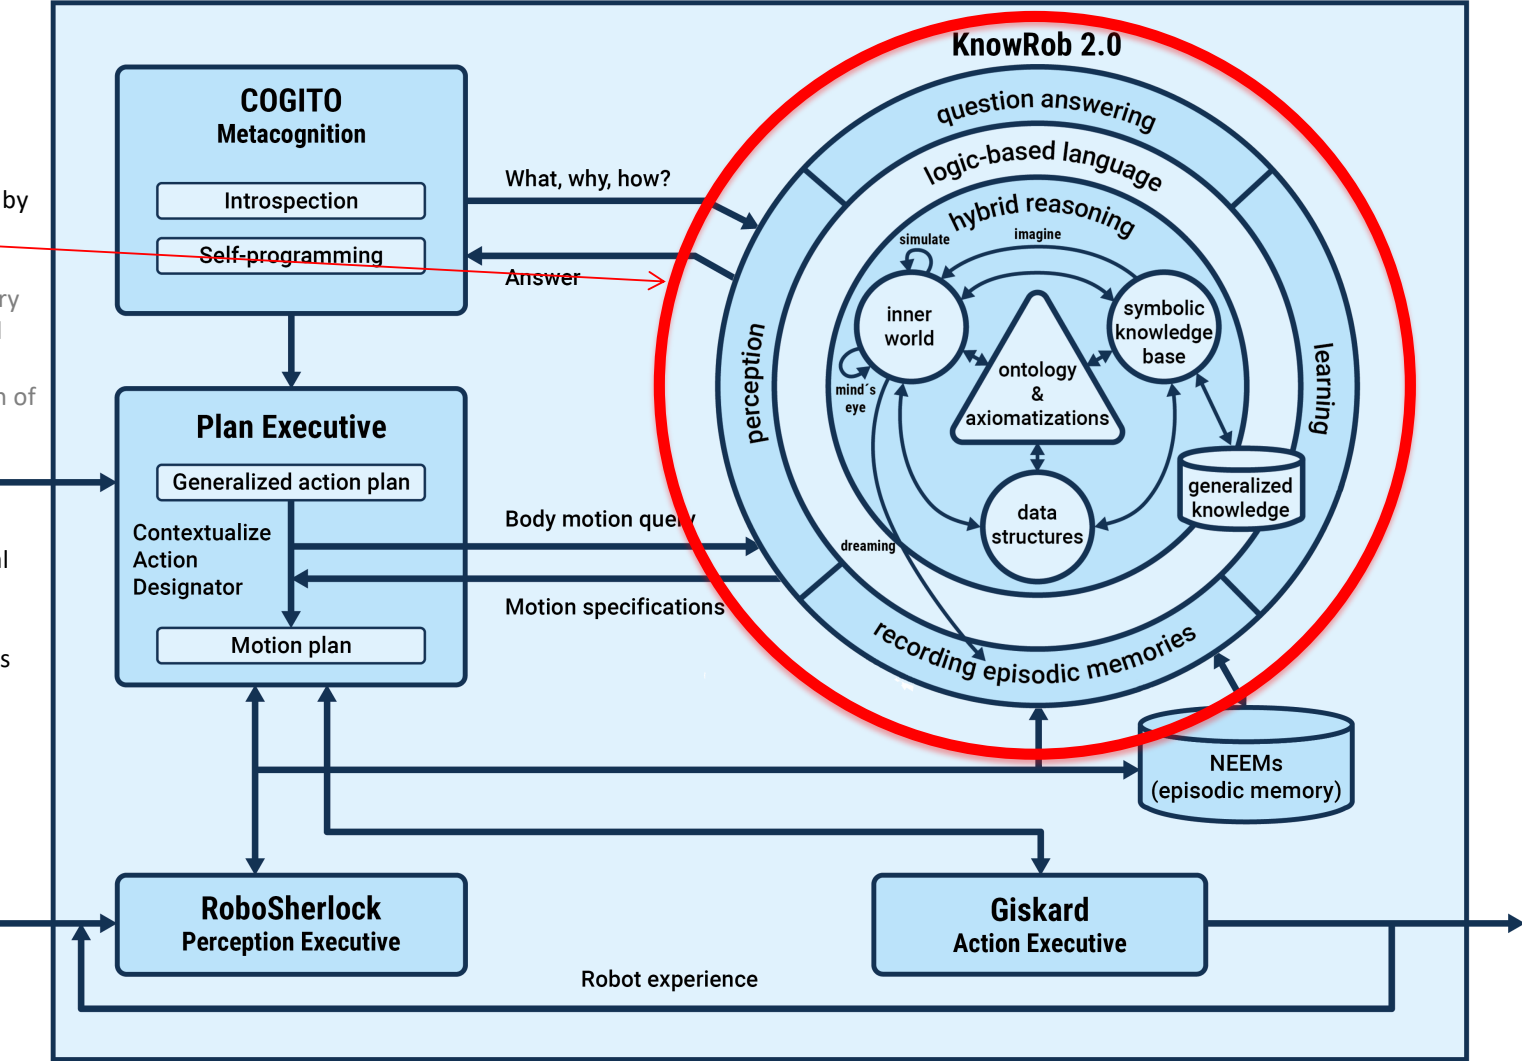 KnowRob 2.0
COGITO
Metacognition
Introspection
Self-programming
by
ry
n of
s
What, why, how?
Answer
question answering
logic-based language
hybrid reasoning
simulate
imagine
inner
world
symbolic
knowledge
base
mind´s
eye
ontology
&
axiomatizations
perception
learning
data
structures
generalized
knowledge
dreaming
recording episodic memories
Plan Executive
Generalized action plan
Contextualize
Action
Designator
Motion plan
Body motion query
Motion specifications
NEEMs
(episodic memory)
RoboSherlock
Perception Executive
Giskard
Action Executive
Robot experience